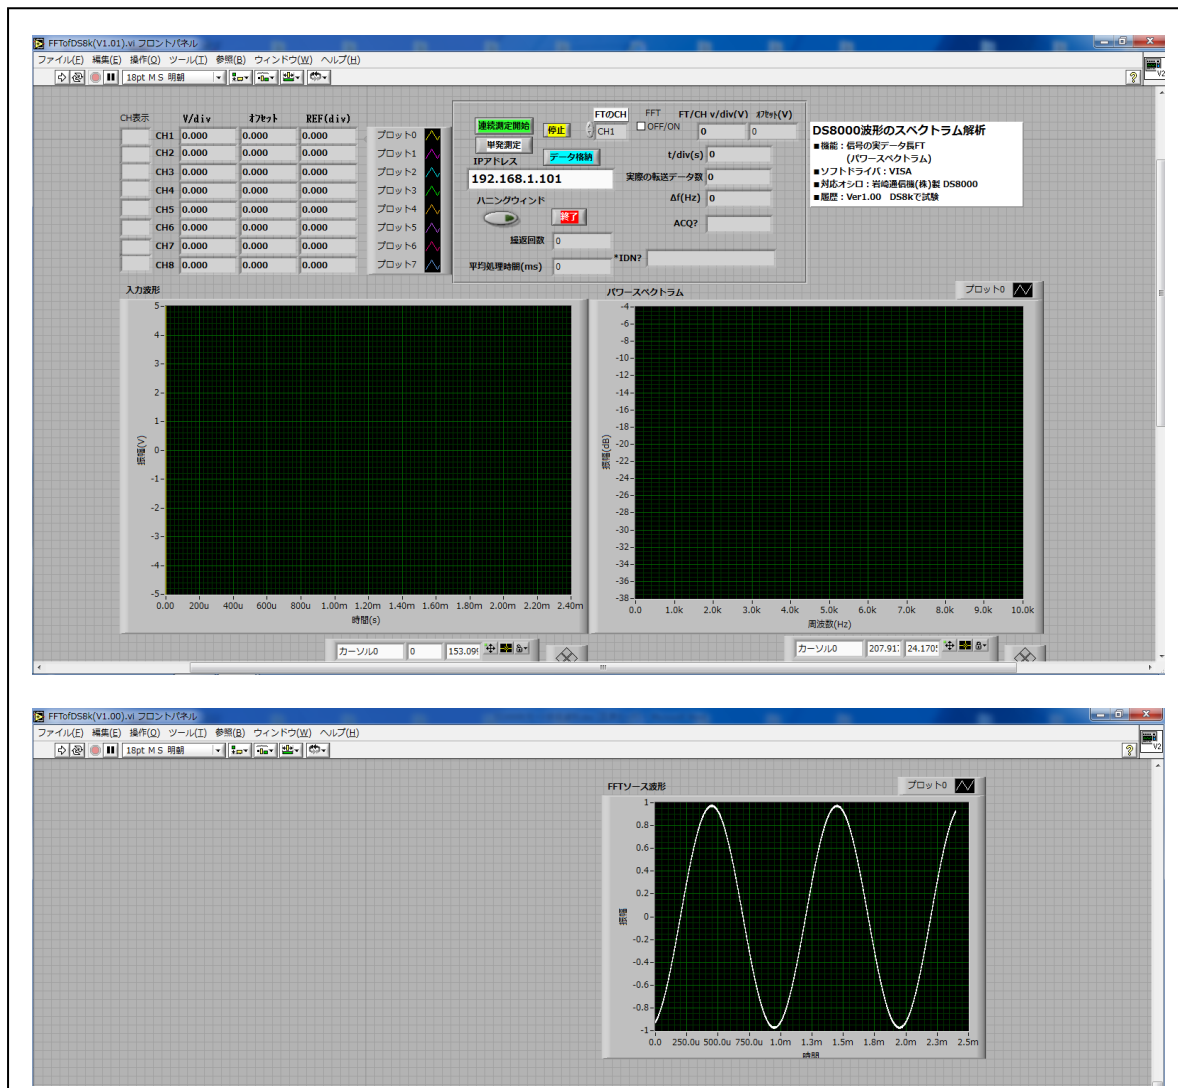 FFTofDS8k(V1.01).vi フロントパネル
ファイル(F) 編集(E) 操作(O) ツール(T) 参照(B) ウィンドウ(W) ヘルプ(H)
18pt ＭＳ 明朝
V2
CH表示 V/div ｵﾌｾｯﾄ REF(div)
CH1 0.000 0.000 0.000 プロット0
CH2 0.000 0.000 0.000 プロット1
CH3 0.000 0.000 0.000 プロット2
CH4 0.000 0.000 0.000 プロット3
CH5 0.000 0.000 0.000 プロット4
CH6 0.000 0.000 0.000 プロット5
CH7 0.000 0.000 0.000 プロット6
CH8 0.000 0.000 0.000 プロット7
連続測定開始 停止 FTのCH FFT FT/CH v/div(V) ｵﾌｾｯﾄ(V)
CH1 OFF/ON 0 0
単発測定
IPアドレス データ格納 t/div(s) 0
192.168.1.101 実際の転送データ数 0
ハニングウィンド Δf(Hz) 0
終了 ACQ?
繰返回数 0
平均処理時間(ms) 0 *IDN?
DS8000波形のスペクトラム解析
■機能：信号の実データ長FT
(パワースペクトラム)
■ソフトドライバ：VISA
■対応オシロ：岩崎通信機(株)製 DS8000
■履歴：Ver1.00 DS8kで試験
入力波形
5
4
3
2
1
0
-1
-2
-3
-4
-5
振幅(V)
0.00 200u 400u 600u 800u 1.00m 1.20m 1.40m 1.60m 1.80m 2.00m 2.20m 2.40m
時間(s)
カーソル0 0 153.099
パワースペクトラム プロット0
-4
-6
-8
-10
-12
-14
-16
-18
-20
-22
-24
-26
-28
-30
-32
-34
-36
-38
振幅(dB)
0.0 1.0k 2.0k 3.0k 4.0k 5.0k 6.0k 7.0k 8.0k 9.0k 10.0k
周波数(Hz)
カーソル0 207.917 24.1705
FFTofDS8k(V1.00).vi フロントパネル
ファイル(F) 編集(E) 操作(O) ツール(T) 参照(B) ウィンドウ(W) ヘルプ(H)
18pt ＭＳ 明朝
V2
FFTソース波形 プロット0
1
0.8
0.6
0.4
0.2
0
-0.2
-0.4
-0.6
-0.8
-1
振幅
0.0 250.0u 500.0u 750.0u 1.0m 1.3m 1.5m 1.8m 2.0m 2.3m 2.5m
時間